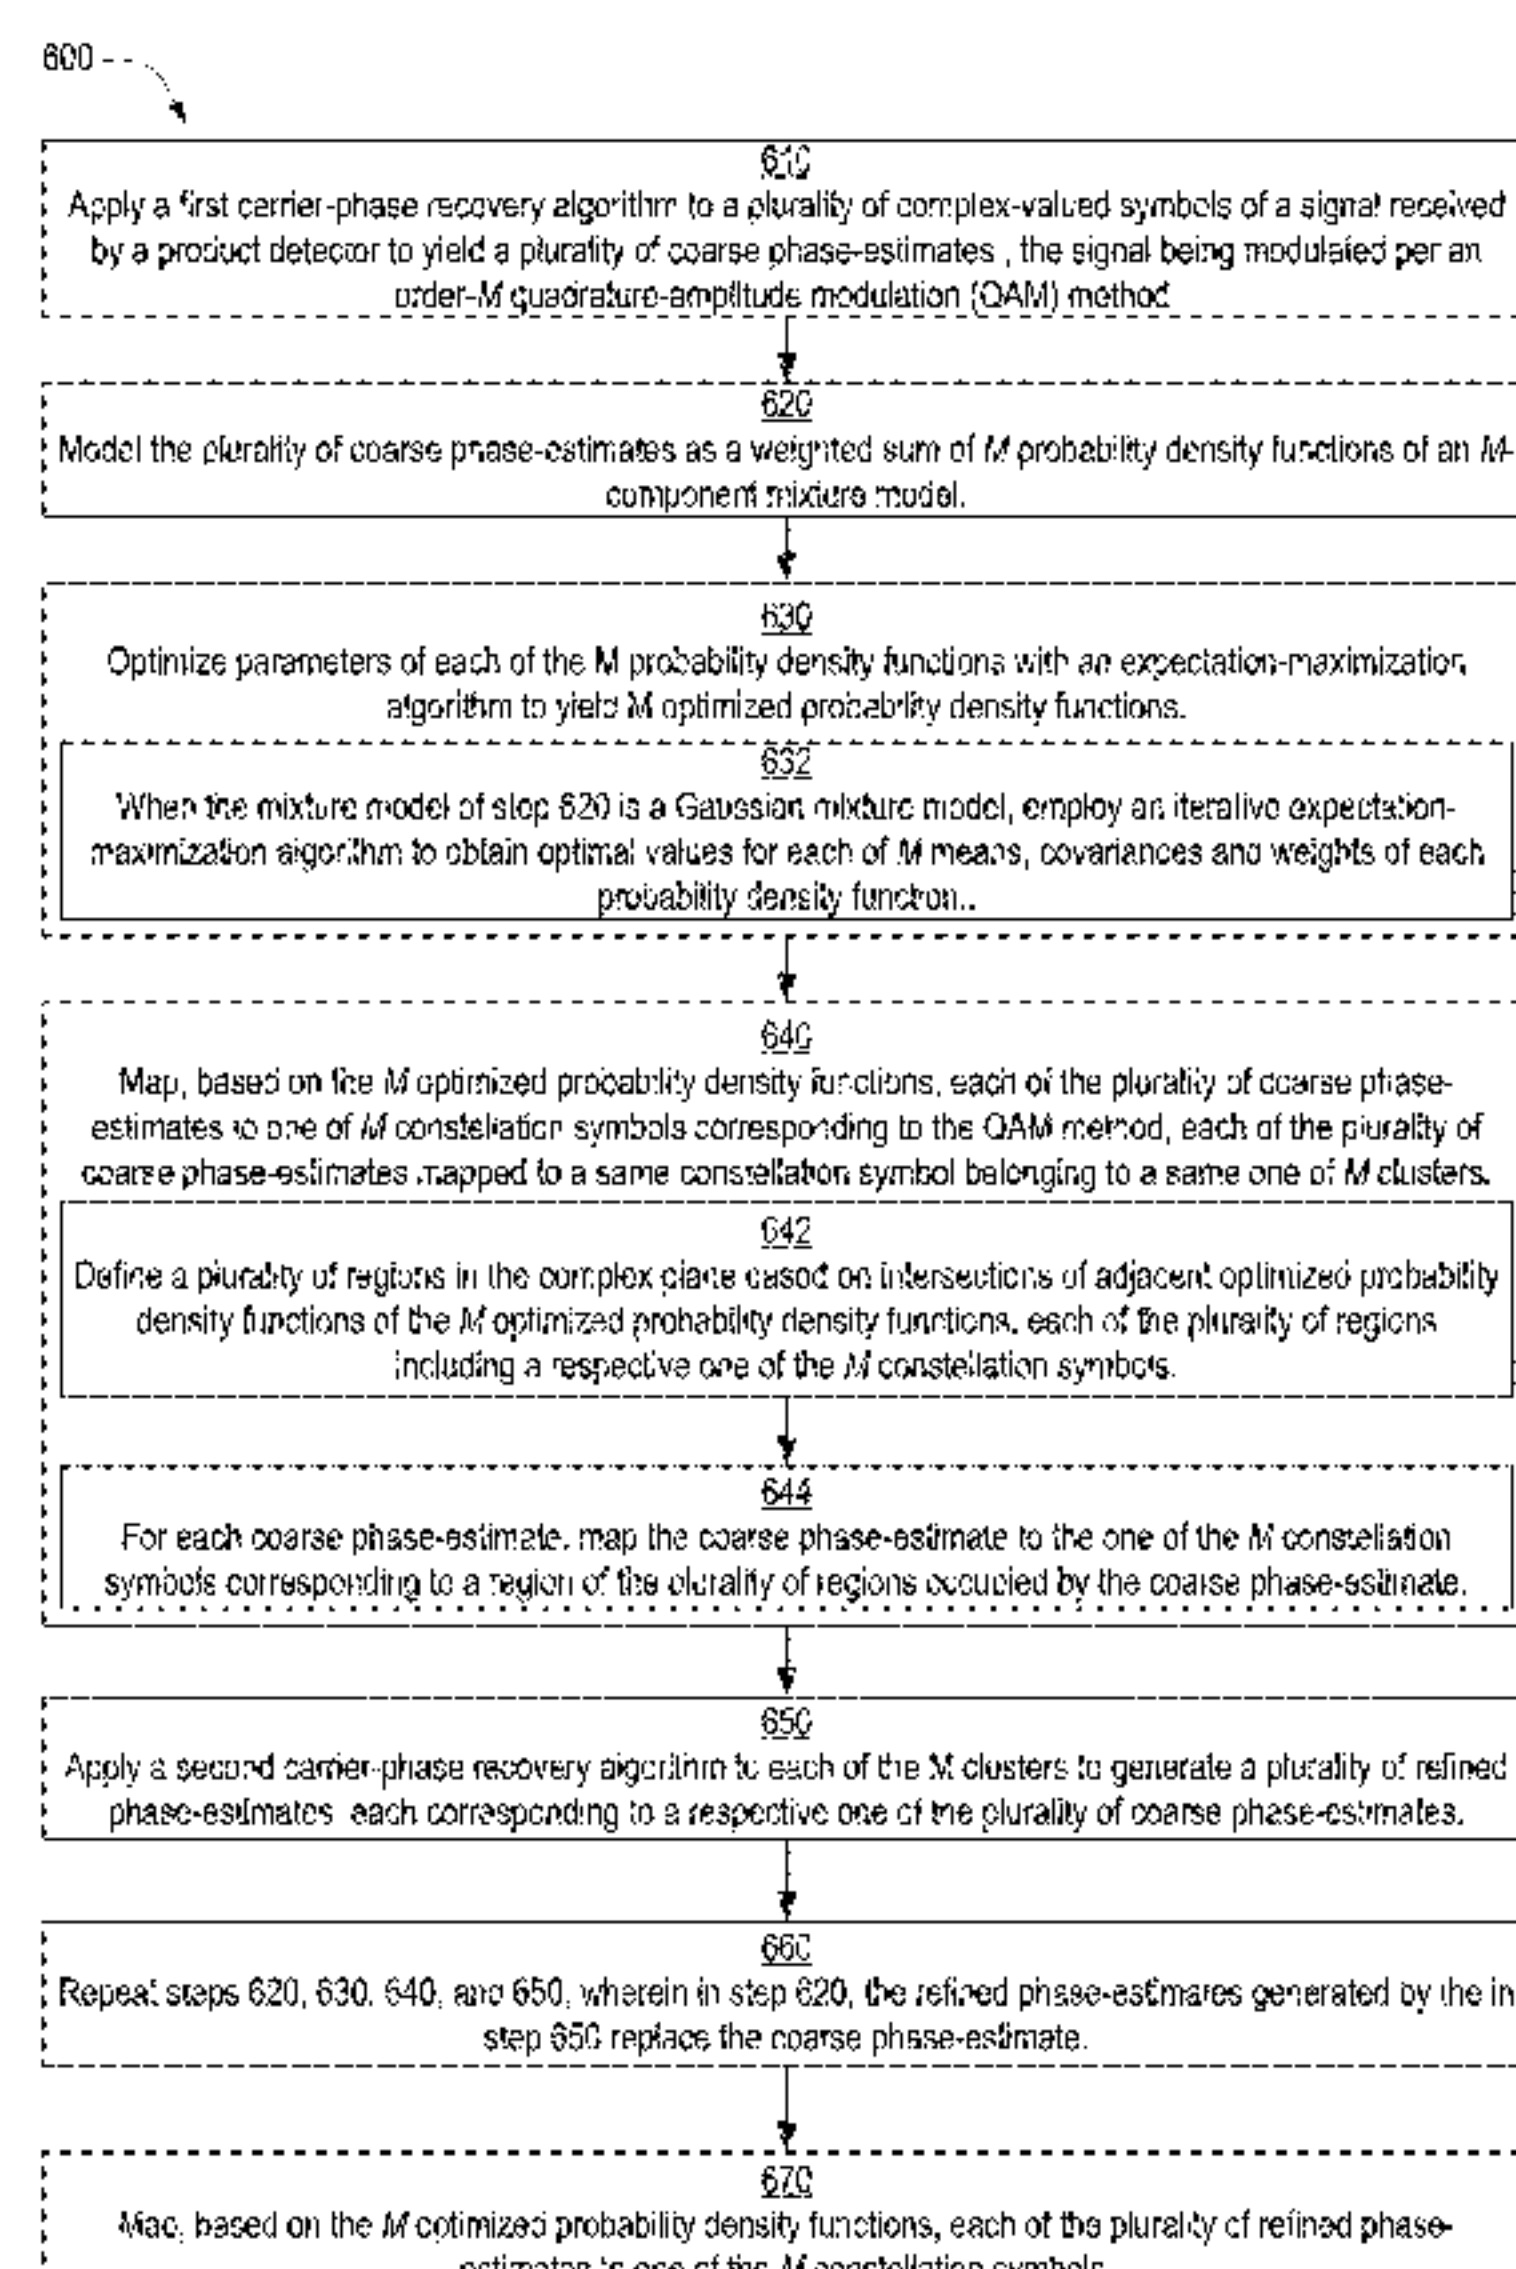 600
610
Apply a first carrier-phase recovery algorithm to a plurality of complex-valued symbols of a signal received
by a product detector to yield a plurality of coarse phase-estimates , the signal being modulated per an
order-M quadrature-amplitude modulation (QAM) method
620
Model the plurality of coarse phase-estimates as a weighted sum of M probability density functions of an M-
component mixture model.
630
Optimize parameters of each of the M probability density functions with an expectation-maximization
algorithm to yield M optimized probability density functions.
632
When the mixture model of step 620 is a Gaussian mixture model, employ an iterative expectation-
maximization algorithm to obtain optimal values for each of M means, covariances and weights of each
probability density function..
640
Map, based on the M optimized probability density functions, each of the plurality of coarse phase-
estimates to one of M constellation symbols corresponding to the QAM method, each of the plurality of
coarse phase-estimates mapped to a same constellation symbol belonging to a same one of M clusters.
642
Define a plurality of regions in the complex plane based on intersections of adjacent optimized probability
density functions of the M optimized probability density functions, each of the plurality of regions
including a respective one of the M constellation symbols.
644
For each coarse phase-estimate, map the coarse phase-estimate to the one of the M constellation
symbols corresponding to a region of the plurality of regions occupied by the coarse phase-estimate.
650
Apply a second carrier-phase recovery algorithm to each of the M clusters to generate a plurality of refined
phase-estimates each corresponding to a respective one of the plurality of coarse phase-estimates.
660
Repeat steps 620, 630, 640, and 650, wherein in step 620, the refined phase-estimates generated by the in
step 650 replace the coarse phase-estimate.
670
Map, based on the M optimized probability density functions, each of the plurality of refined phase-
estimates to one of the M constellation symbols